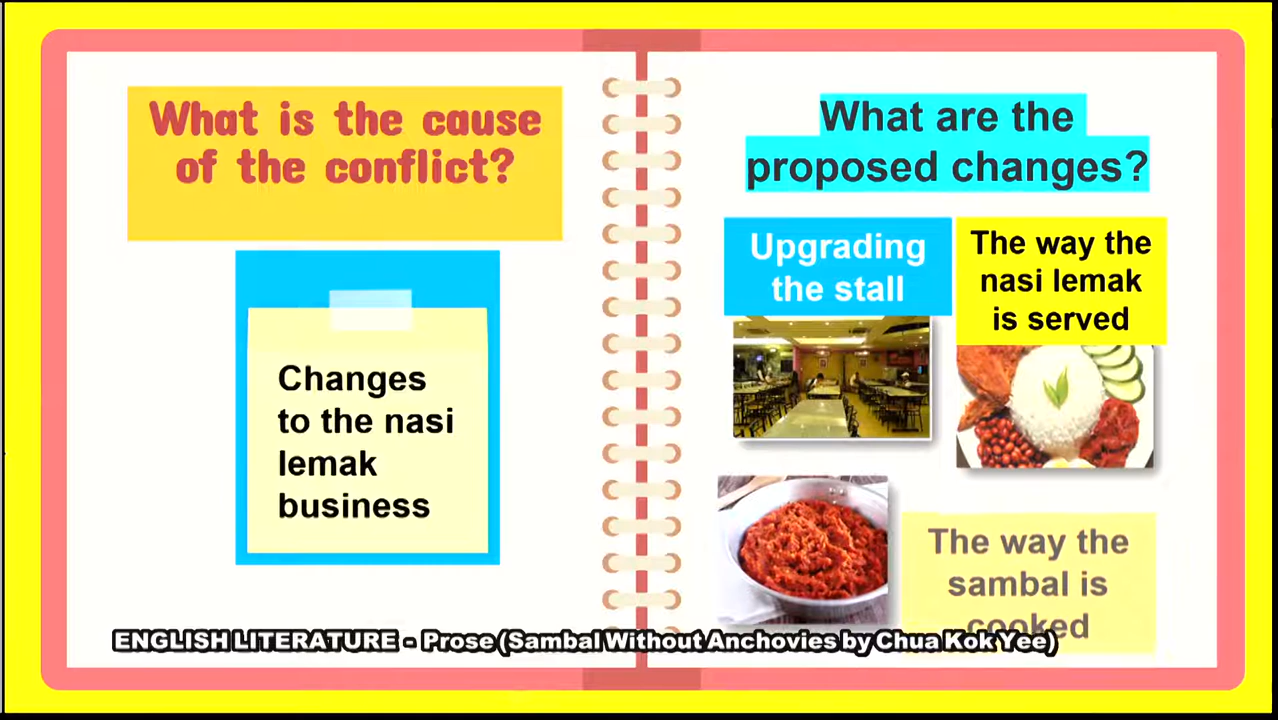 What is the cause
of the conflict?
Changes
to the nasi
lemak
business
What are the
proposed changes?
Upgrading
the stall
The way the
nasi lemak
is served
The way the
sambal is
cooked
ENGLISH LITERATURE - Prose (Sambal Without Anchovies by Chua Kok Yee)